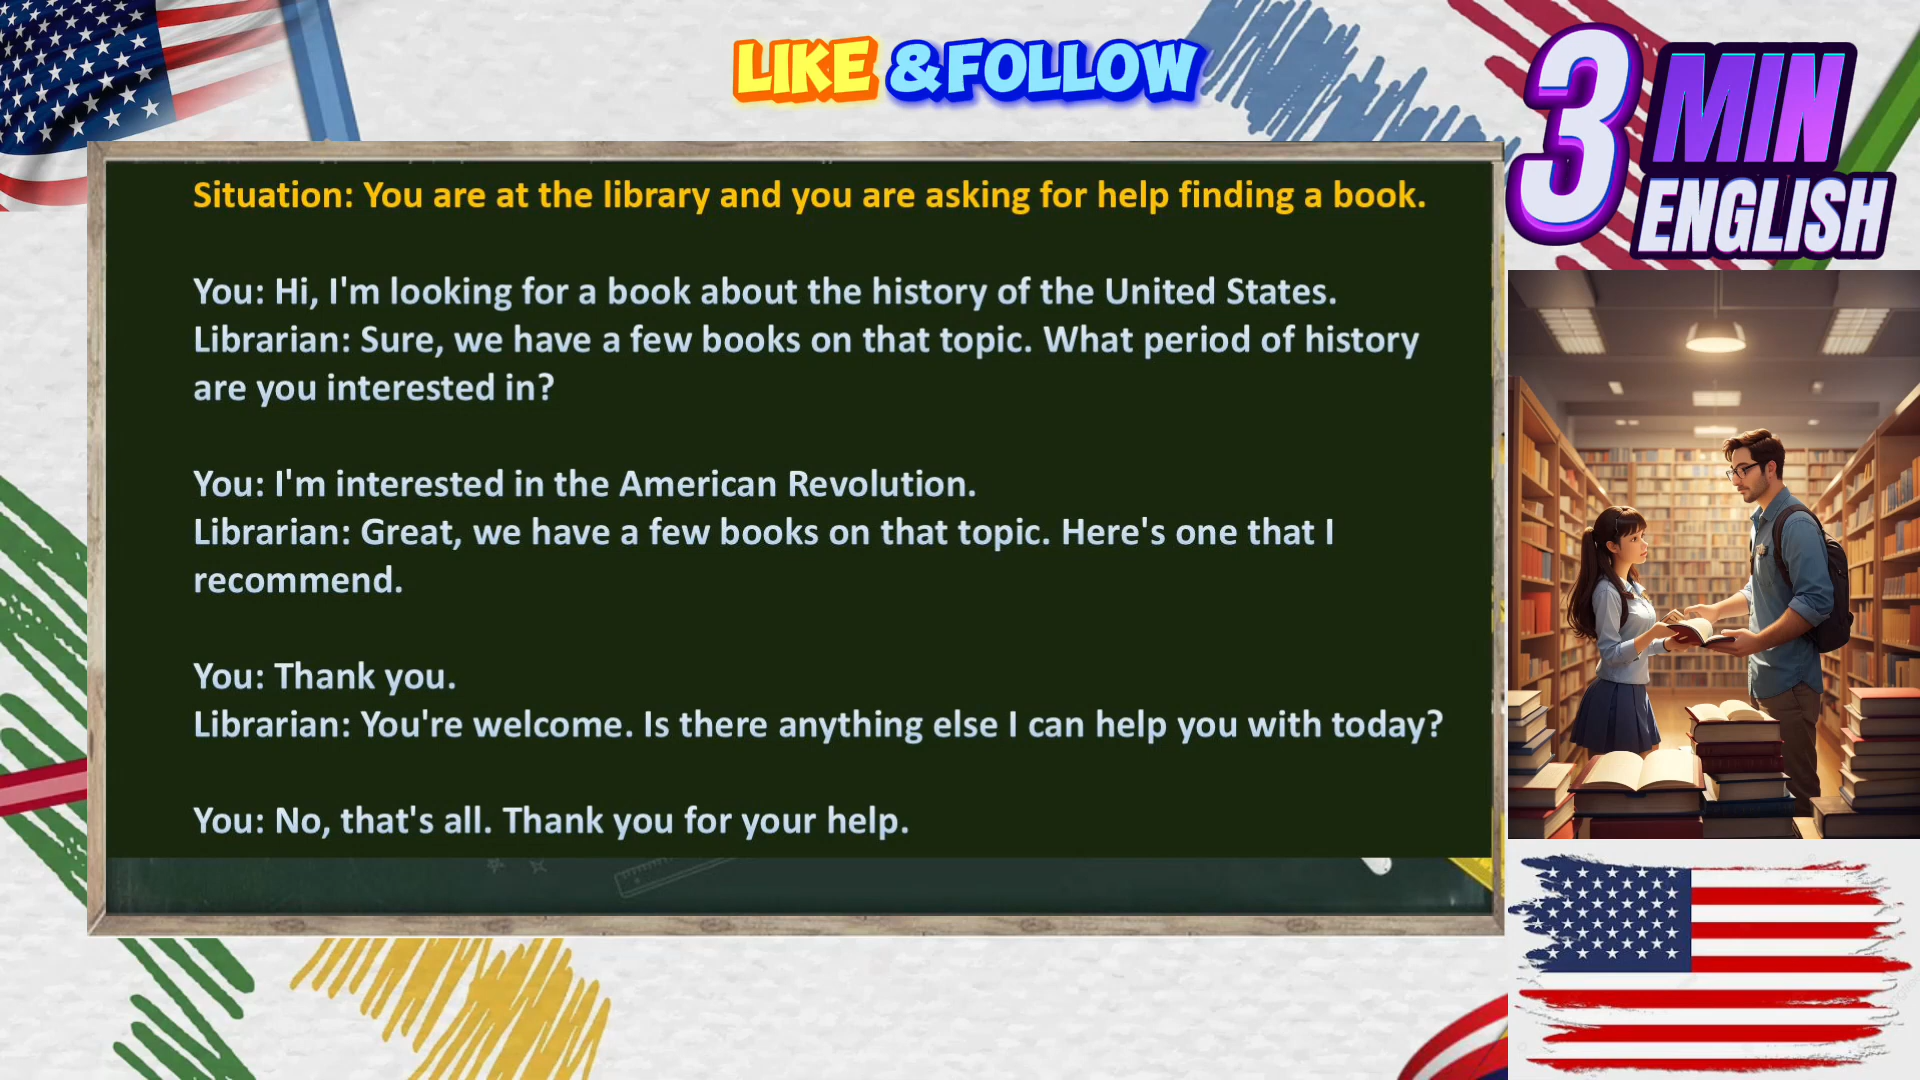 LIKE &FOLLOW
3 MIN
ENGLISH
Situation: You are at the library and you are asking for help finding a book.
You: Hi, I'm looking for a book about the history of the United States.
Librarian: Sure, we have a few books on that topic. What period of history
are you interested in?
You: I'm interested in the American Revolution.
Librarian: Great, we have a few books on that topic. Here's one that I
recommend.
You: Thank you.
Librarian: You're welcome. Is there anything else I can help you with today?
You: No, that's all. Thank you for your help.